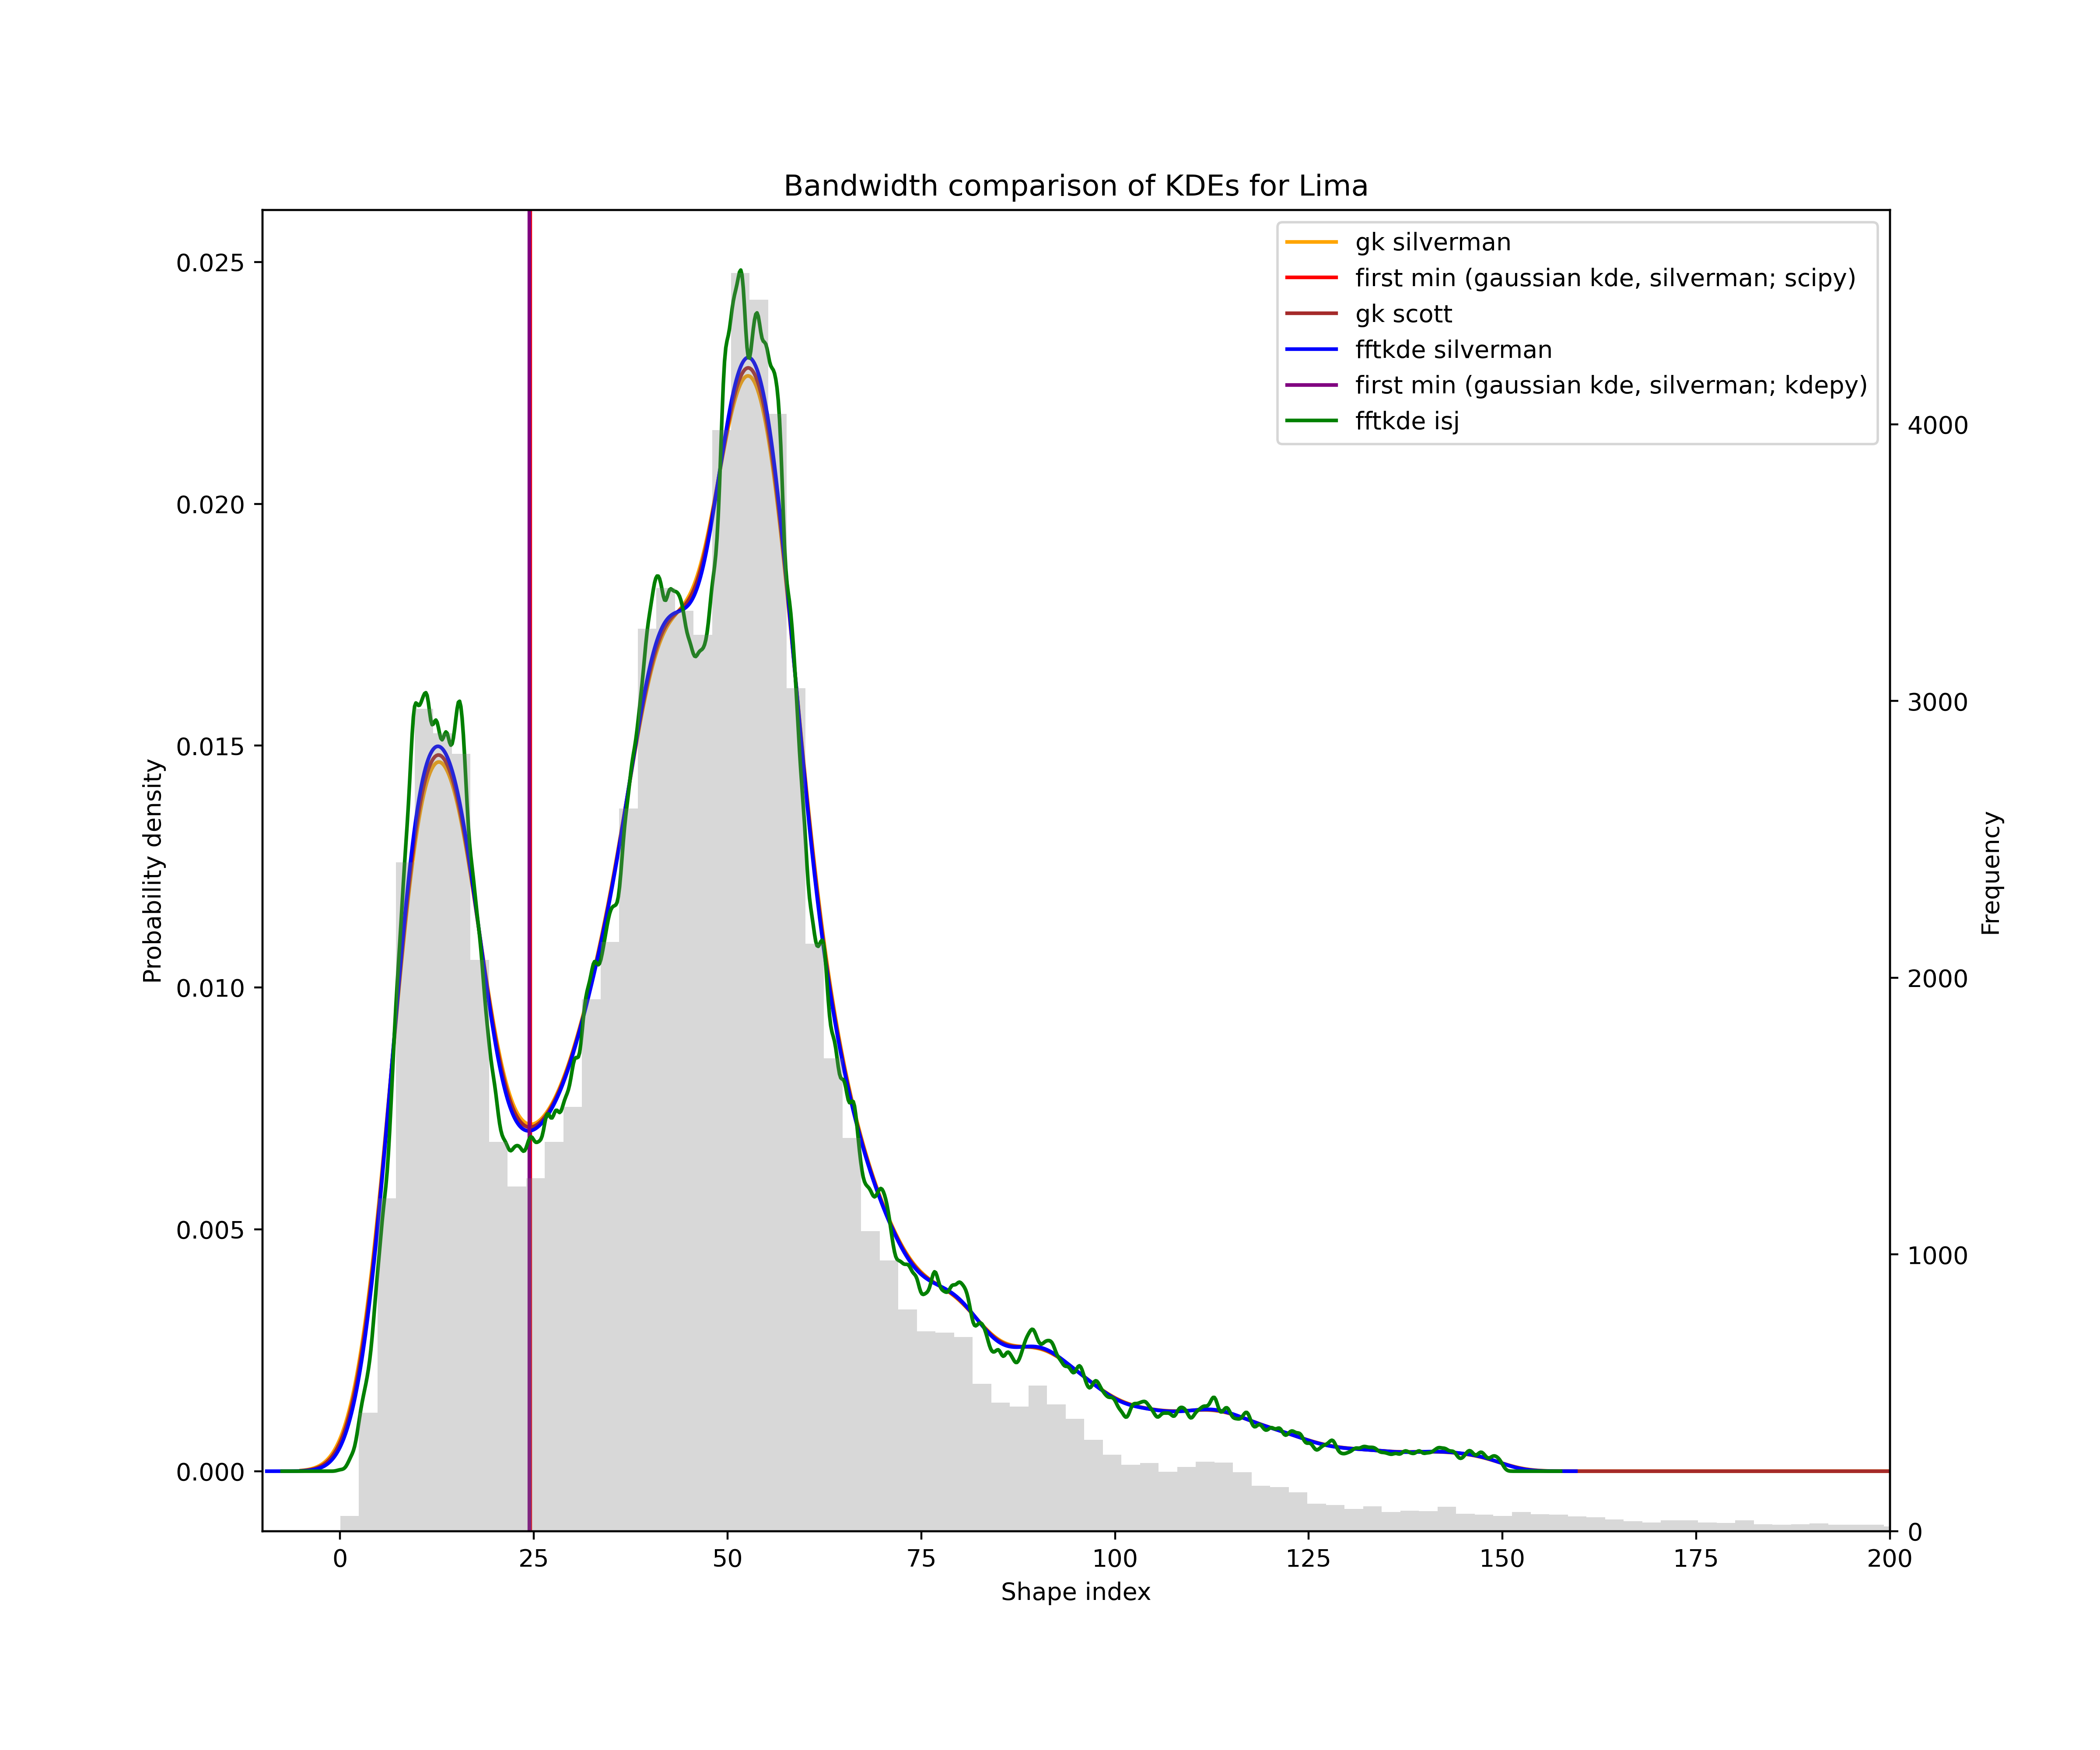 Bandwidth comparison of KDEs for Lima
gk silverman
first min (gaussian kde, silverman; scipy)
gk scott
fftkde silverman
first min (gaussian kde, silverman; kdepy)
fftkde isj
0.025
0.020
0.015
0.010
0.005
0.000
Probability density
4000
3000
2000
1000
0
Frequency
0 25 50 75 100 125 150 175 200
Shape index